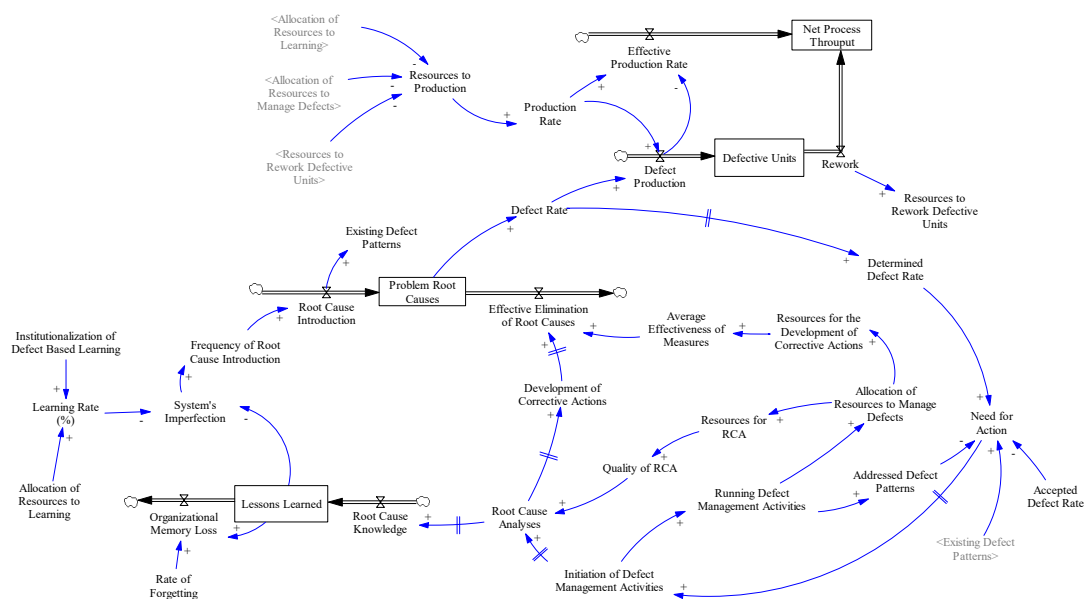 <Allocation of
Resources to
Learning>
Net Process
Throuput
Effective
Production Rate
Resources to
Production
<Allocation of
Resources to
Manage Defects>
Production
Rate
<Resources to
Rework Defective
Units>
Defective Units
Rework
Defect
Production
Resources to
Rework Defective
Units
Defect Rate
Existing Defect
Patterns
Determined
Defect Rate
Problem Root
Causes
Root Cause
Introduction
Effective Elimination
of Root Causes
Average
Effectiveness of
Measures
Resources for the
Development of
Corrective Actions
Institutionalization of
Defect Based Learning
Frequency of Root
Cause Introduction
Learning Rate
(%)
System's
Imperfection
Development of
Corrective Actions
Allocation of
Resources to Manage
Defects
Need for
Action
Resources for
RCA
Quality of RCA
Addressed Defect
Patterns
Allocation of
Resources to
Learning
Running Defect
Management Activities
Accepted
Defect Rate
Lessons Learned
Organizational
Memory Loss
Root Cause
Knowledge
Root Cause
Analyses
<Existing Defect
Patterns>
Rate of
Forgetting
Initiation of Defect
Management Activities